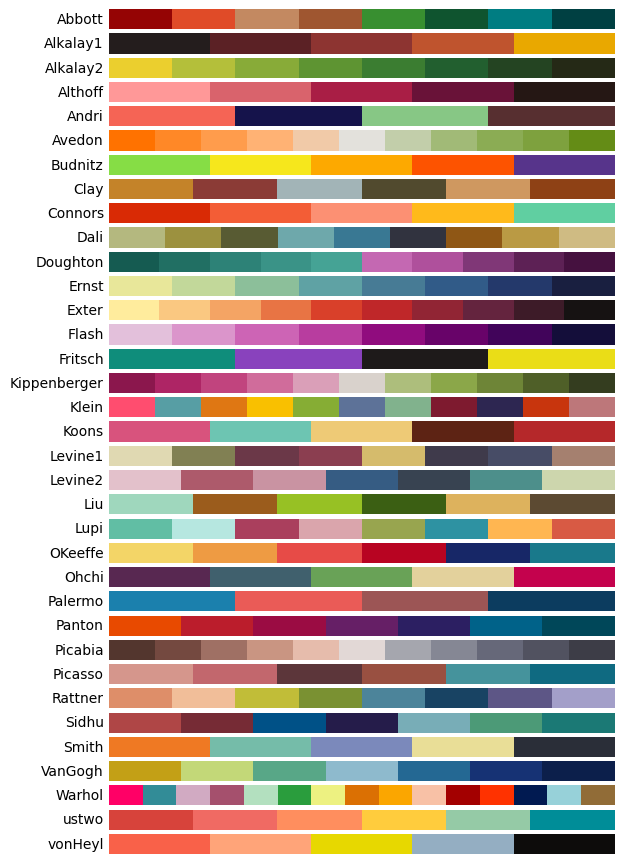 Abbott
Alkalay1
Alkalay2
Althoff
Andri
Avedon
Budnitz
Clay
Connors
Dali
Doughton
Ernst
Exter
Flash
Fritsch
Kippenberger
Klein
Koons
Levine1
Levine2
Liu
Lupi
OKeeffe
Ohchi
Palermo
Panton
Picabia
Picasso
Rattner
Sidhu
Smith
VanGogh
Warhol
ustwo
vonHeyl